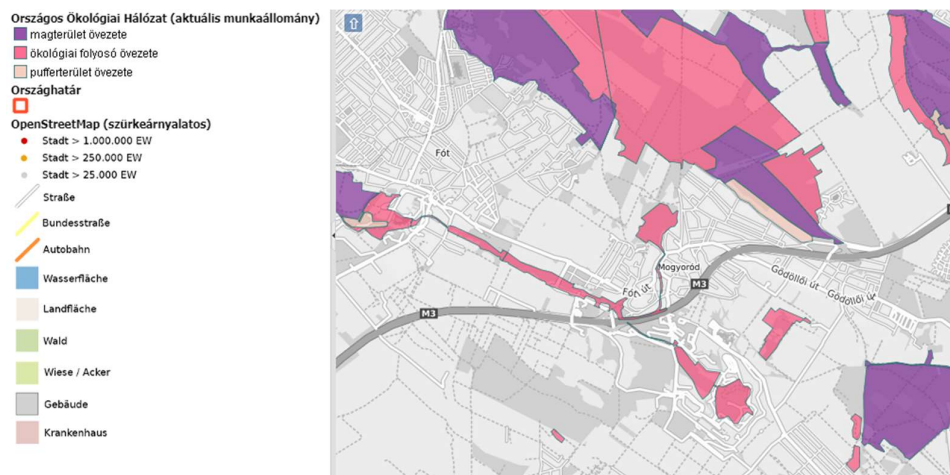 Országos Ökológiai Hálózat (aktuális munkaállomány)
magterület övezete
ökológiai folyosó övezete
pufferterület övezete
Országhatár
OpenStreetMap (szürkeárnyalatos)
Stadt > 1.000.000 EW
Stadt > 250.000 EW
Stadt > 25.000 EW
Straße
Bundesstraße
Autobahn
Wasserfläche
Landfläche
Wald
Wiese / Acker
Gebäude
Krankenhaus
Fót
Mogyoród
Fóti út
M3
Gödöllői út
Gödöllői út
M3